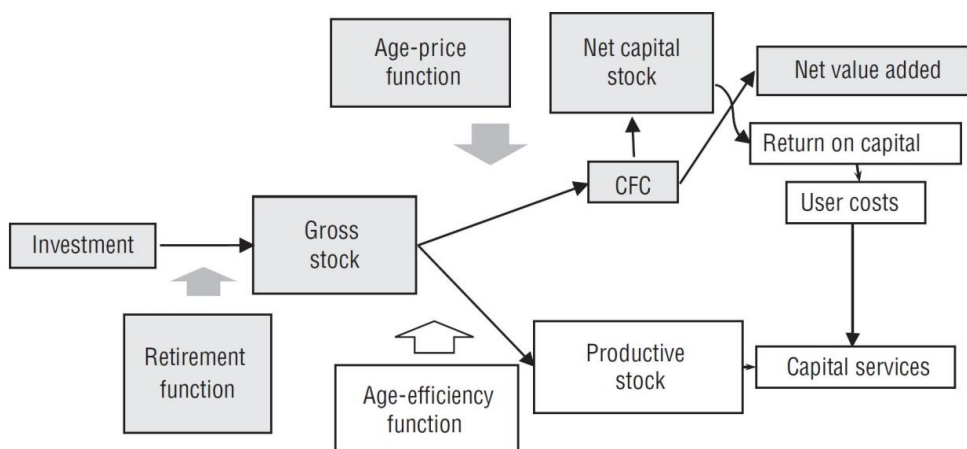 Age-price
function
Net capital
stock
Net value added
Return on capital
CFC
User costs
Investment
Gross
stock
Retirement
function
Age-efficiency
function
Productive
stock
Capital services